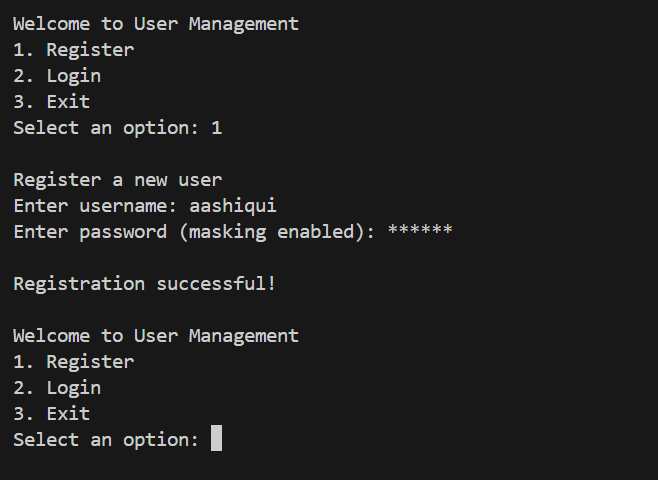 Welcome to User Management
1. Register
2. Login
3. Exit
Select an option: 1
Register a new user
Enter username: aashiqui
Enter password (masking enabled): ******
Registration successful!
Welcome to User Management
1. Register
2. Login
3. Exit
Select an option: